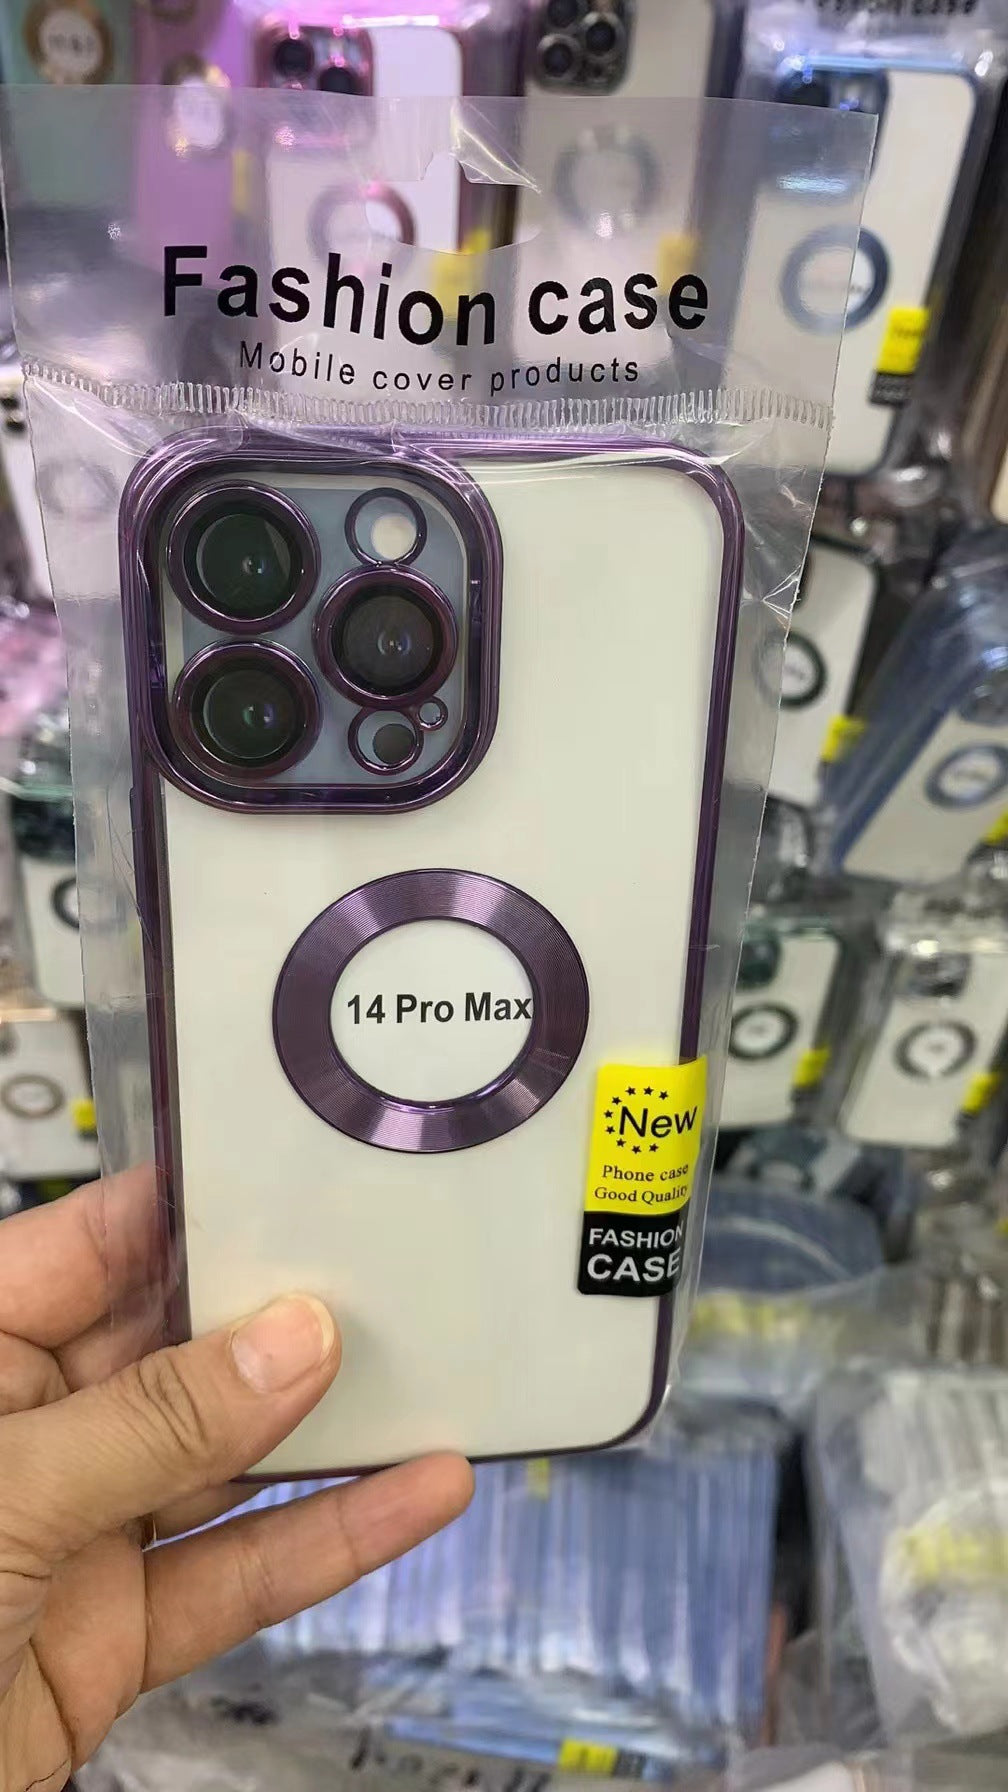 Fashion case
Mobile cover products
14 Pro Max
New
Phone case
Good Quality
FASHION
CASE